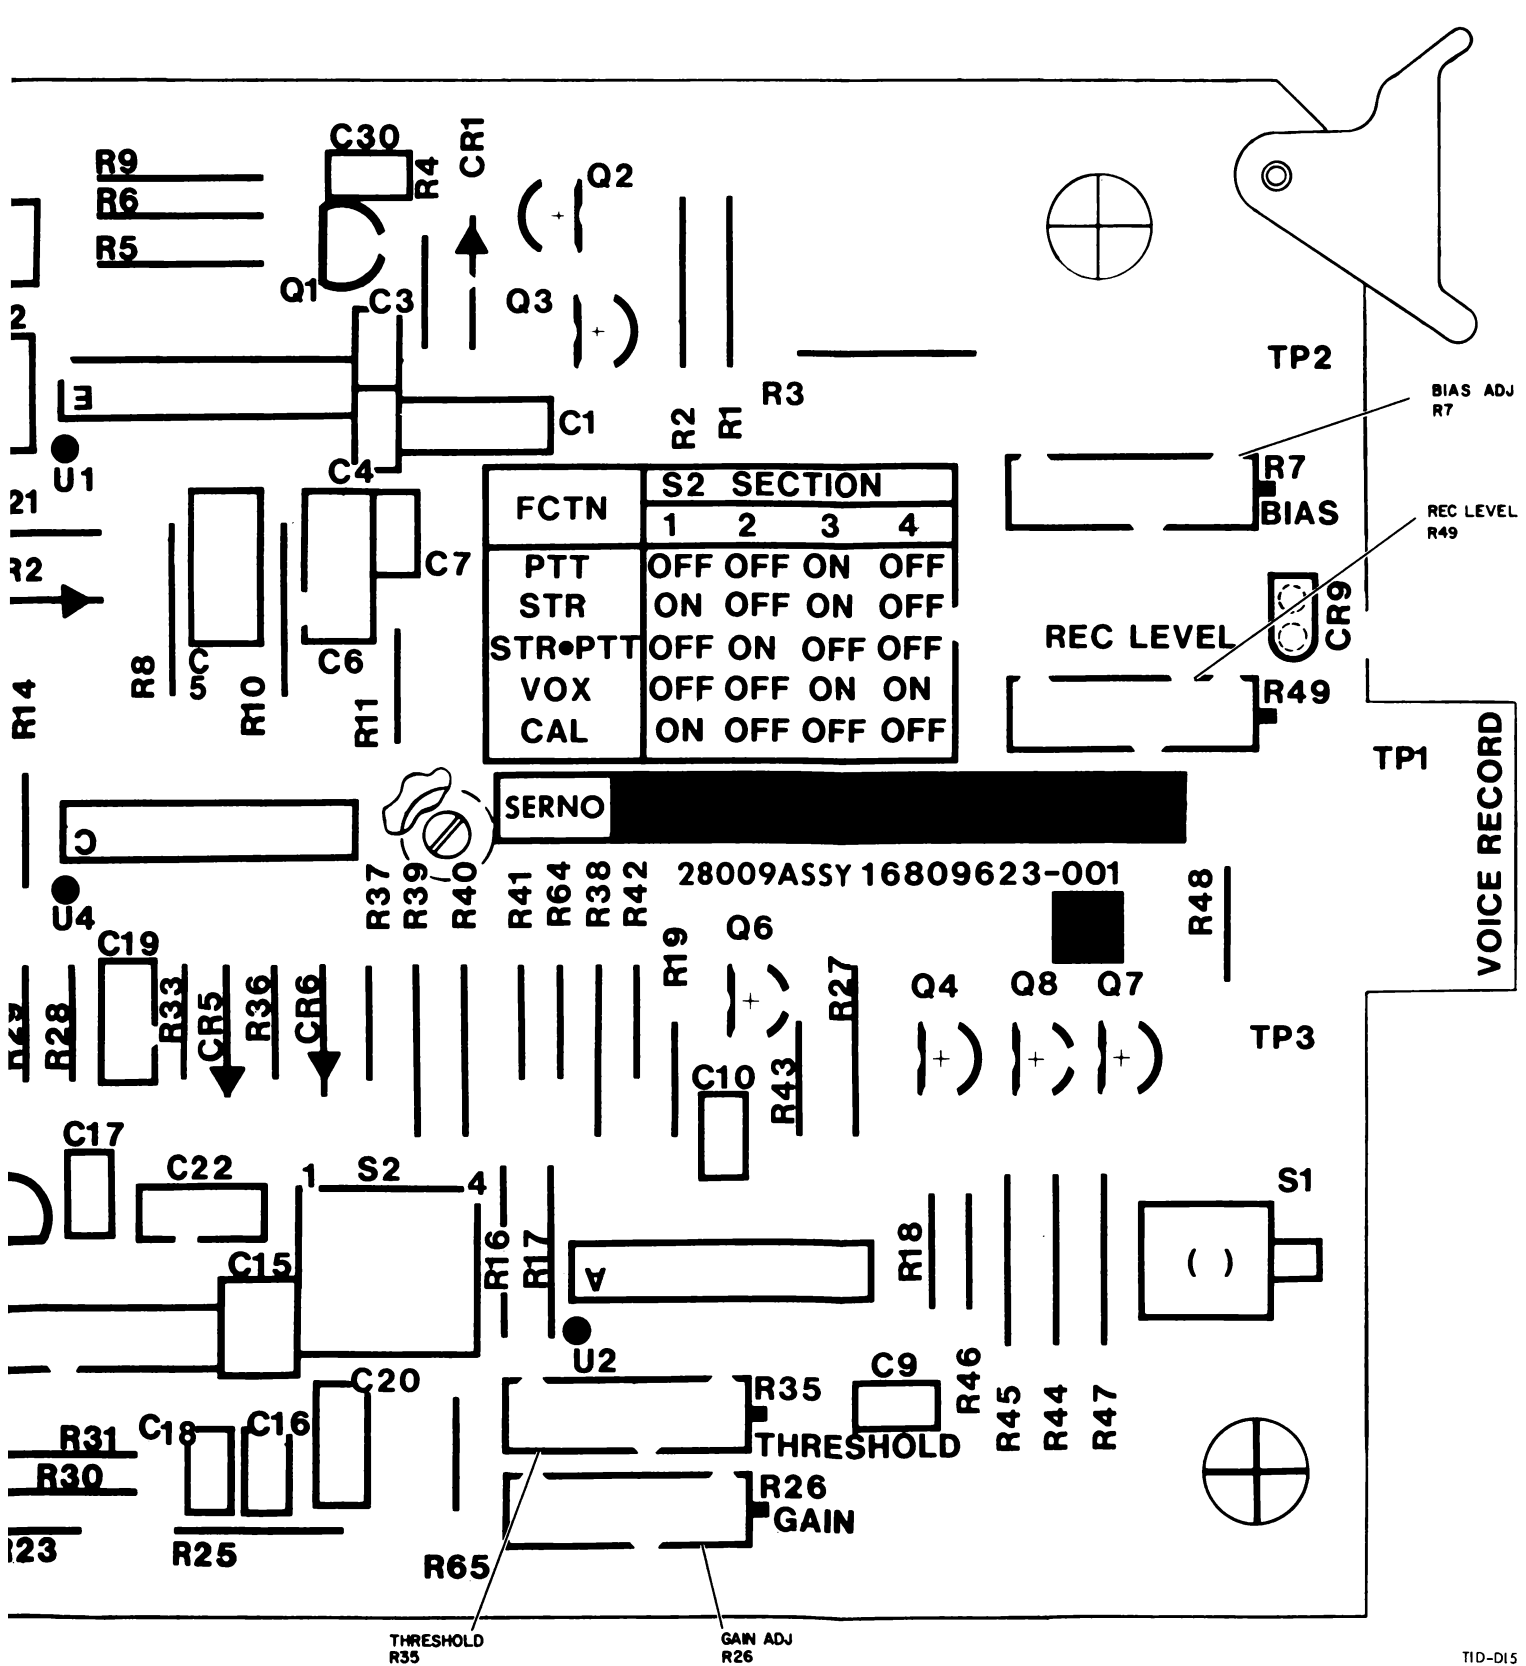 C30
R9
R4
CR1
Q2
R6
R5
Q1
C3
Q3
2
TP2
R3
BIAS ADJ
R7
E
C1
R2
R1
U1
C4
R7
BIAS
21
S2 SECTION
FCTN
1 2 3 4
PTT OFF OFF ON OFF
STR ON OFF ON OFF
STR•PTT OFF ON OFF OFF
VOX OFF OFF ON ON
CAL ON OFF OFF OFF
REC LEVEL
R49
R2
C7
CR9
REC LEVEL
R8
C
5
R10
C6
R11
R14
R49
TP1
VOICE RECORD
C
SERNO
28009ASSY 16809623-001
U4
R37
R39
R40
R41
R64
R38
R42
R48
C19
R19
Q6
R29
R28
R33
CR5
R36
CR6
R27
Q4
Q8
Q7
TP3
C10
R43
C17
C22
1
S2
4
S1
C15
R16
R17
A
R18
( )
U2
C20
R35
THRESHOLD
C9
R46
R45
R44
R47
R31
C18
C16
R30
R26
GAIN
R23
R25
R65
THRESHOLD
R35
GAIN ADJ
R26
TID-D15